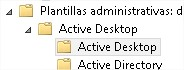 Plantillas administrativas: d
Active Desktop
Active Desktop
Active Directory